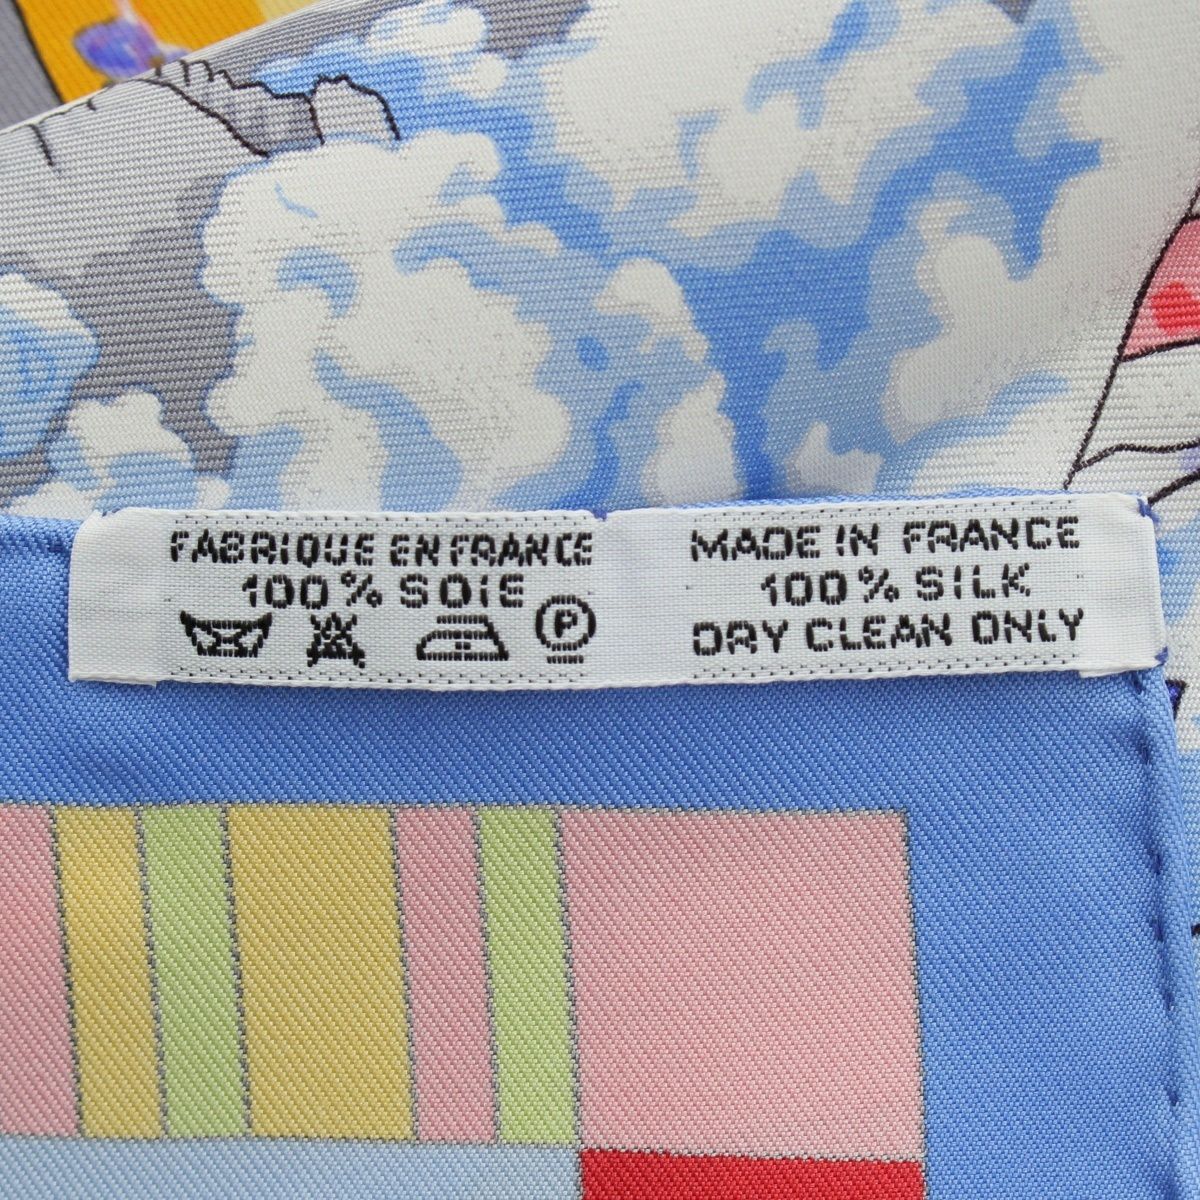 FABRIQUE EN FRANCE
100% SOIE
P
MADE IN FRANCE
100% SILK
DRY CLEAN ONLY